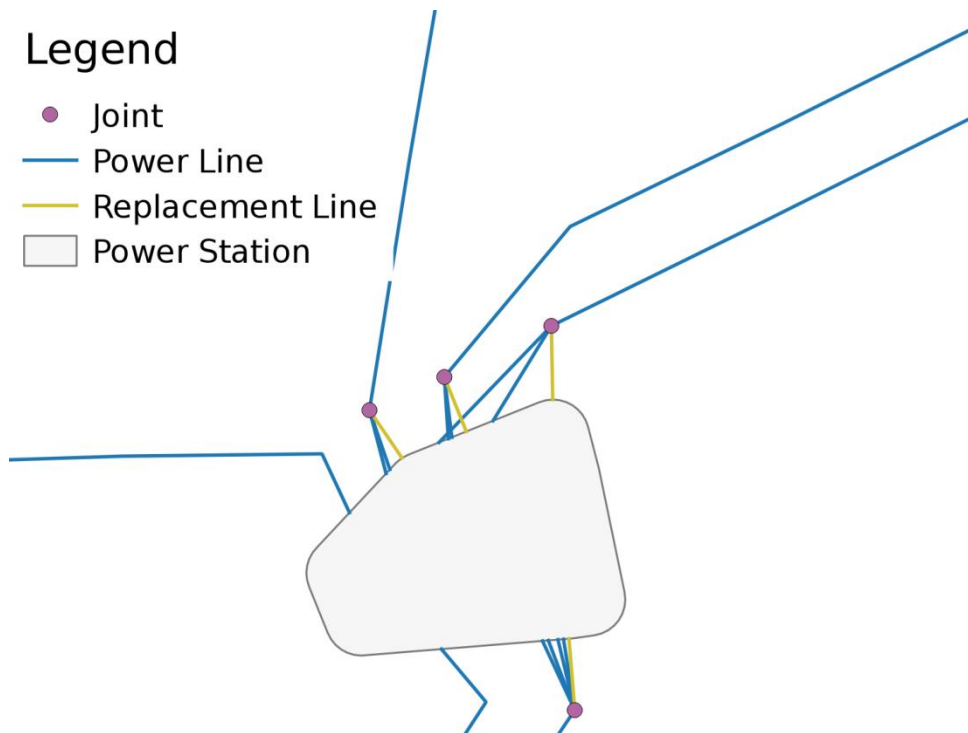 Legend
Joint
Power Line
Replacement Line
Power Station